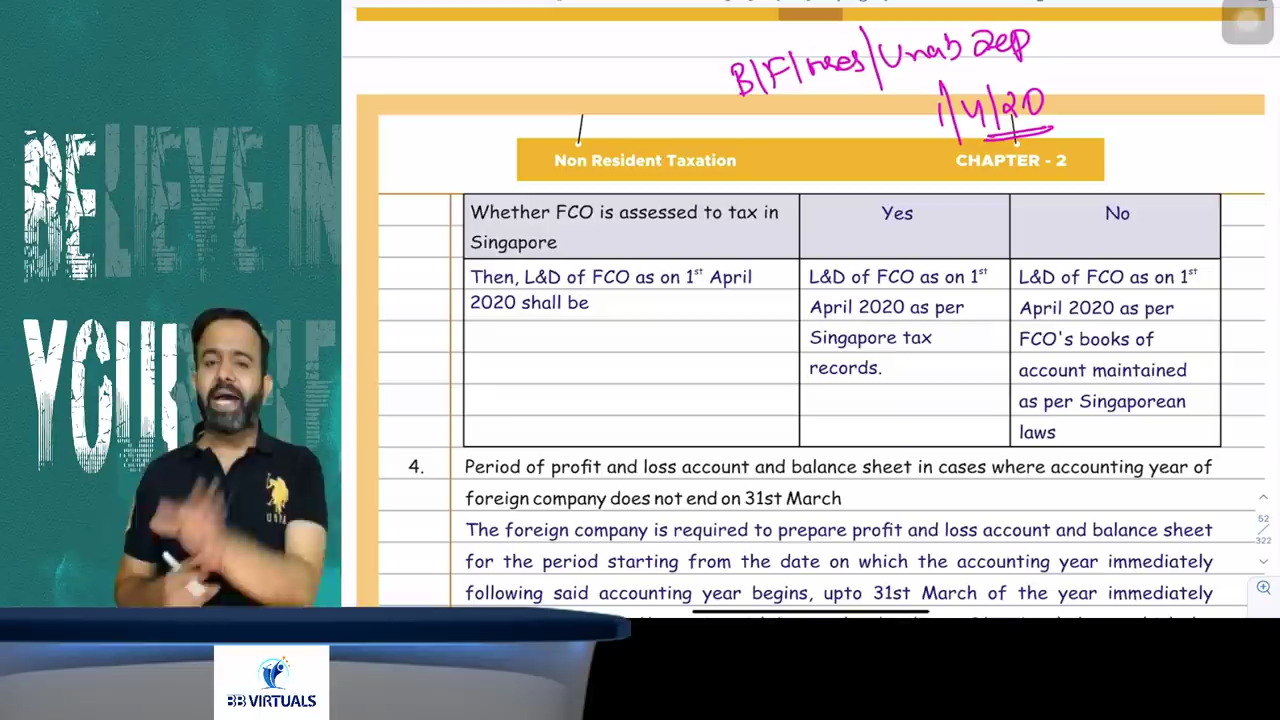 BELIEVE IN
YOUR
B/F/Losses/Unab Dep
1/4/20
Non Resident Taxation
CHAPTER - 2
Whether FCO is assessed to tax in Singapore
Yes
No
Then, L&D of FCO as on 1st April 2020 shall be
L&D of FCO as on 1st April 2020 as per Singapore tax records.
L&D of FCO as on 1st April 2020 as per FCO's books of account maintained as per Singaporean laws
4. Period of profit and loss account and balance sheet in cases where accounting year of
foreign company does not end on 31st March
The foreign company is required to prepare profit and loss account and balance sheet
for the period starting from the date on which the accounting year immediately
following said accounting year begins, upto 31st March of the year immediately
52
322
BB VIRTUALS